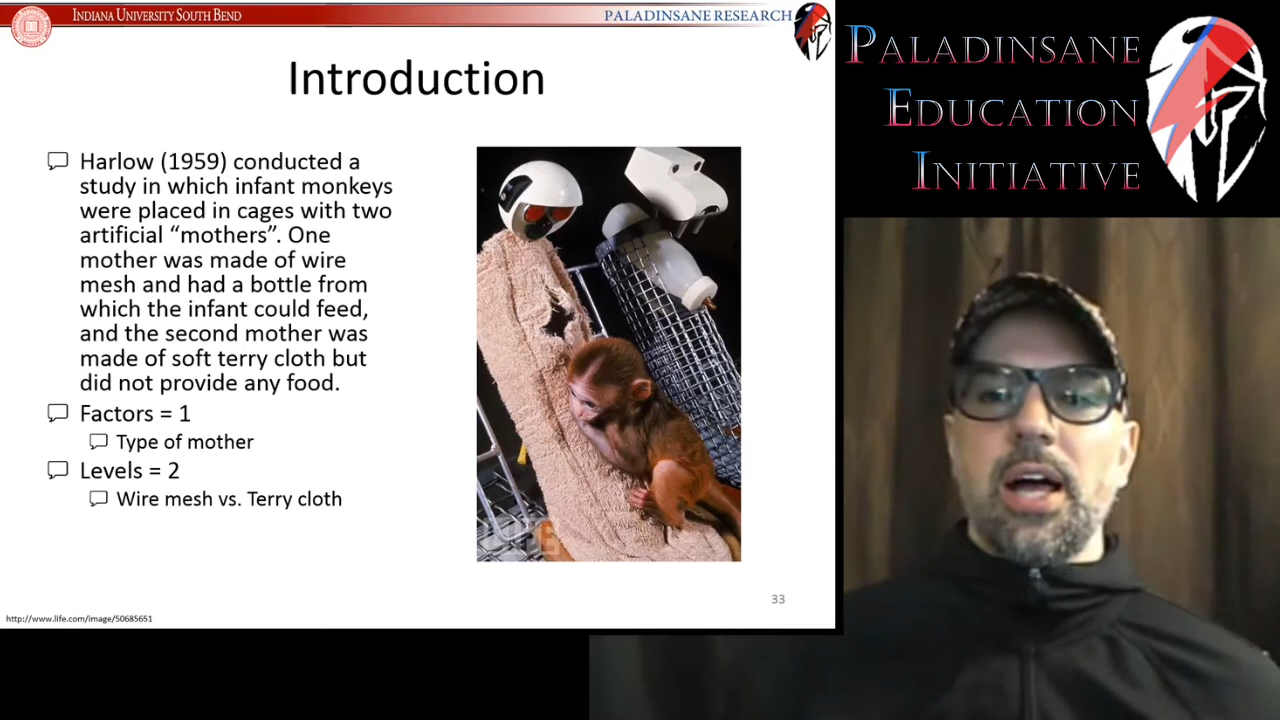 INDIANA UNIVERSITY SOUTH BEND
PALADINSANE RESEARCH
Introduction
Harlow (1959) conducted a
study in which infant monkeys
were placed in cages with two
artificial “mothers”. One
mother was made of wire
mesh and had a bottle from
which the infant could feed,
and the second mother was
made of soft terry cloth but
did not provide any food.
Factors = 1
Type of mother
Levels = 2
Wire mesh vs. Terry cloth
33
http://www.life.com/image/50685651
PALADINSANE
EDUCATION
INITIATIVE